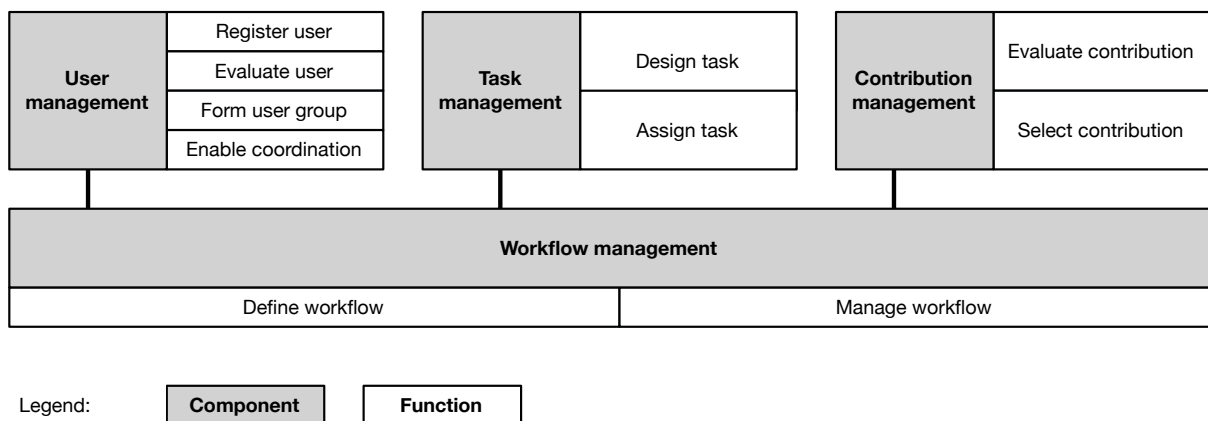 User
management
Register user
Evaluate user
Form user group
Enable coordination
Task
management
Design task
Assign task
Contribution
management
Evaluate contribution
Select contribution
Workflow management
Define workflow
Manage workflow
Legend:
Component
Function